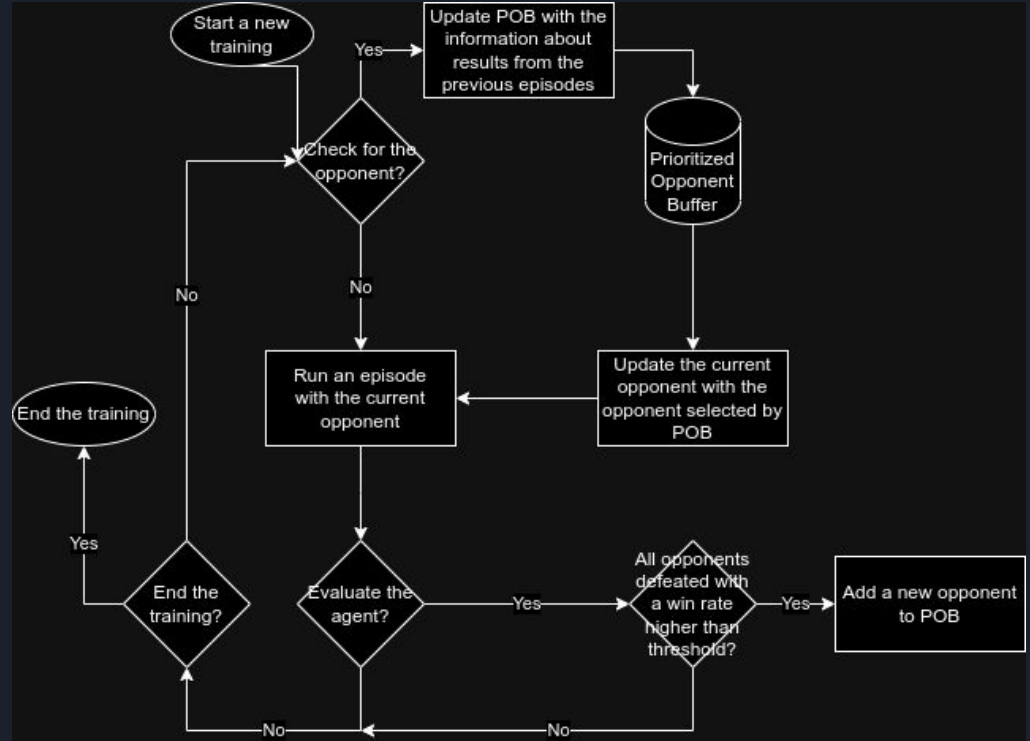 Start a new
training
Yes
Update POB with the
information about
results from the
previous episodes
Check for the
opponent?
Prioritized
Opponent
Buffer
No
No
Run an episode
with the current
opponent
Update the current
opponent with the
opponent selected by
POB
End the training
Yes
End the
training?
Evaluate the
agent?
Yes
All opponents
defeated with
a win rate
higher than
threshold?
Yes
Add a new opponent
to POB
No
No